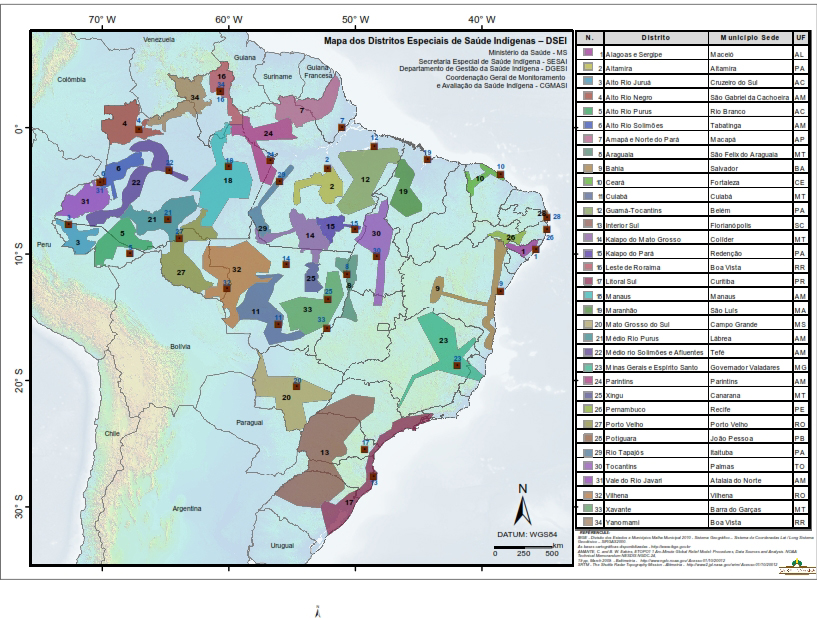 70° W 60° W 50° W 40° W
Mapa dos Distritos Especiais de Saúde Indígenas – DSEI
Ministério da Saúde - MS
Secretaria Especial de Saúde Indígena - SESAI
Departamento de Gestão da Saúde Indígena - DGESI
Coordenação Geral de Monitoramento
e Avaliação da Saúde Indígena - CGMASI
Venezuela
Guiana
Suriname
Guiana
Francesa
Colômbia
Peru
Bolívia
Paraguai
Chile
Argentina
Uruguai
0°
10° S
20° S
30° S
N
DATUM: WGS84
0 250 500 km
N. Distrito Município Sede UF
1 Alagoas e Sergipe Maceió AL
2 Altamira Altamira PA
3 Alto Rio Juruá Cruzeiro do Sul AC
4 Alto Rio Negro São Gabriel da Cachoeira AM
5 Alto Rio Purus Rio Branco AC
6 Alto Rio Solimões Tabatinga AM
7 Amapá e Norte do Pará Macapá AP
8 Araguaia São Felix do Araguaia MT
9 Bahia Salvador BA
10 Ceará Fortaleza CE
11 Cuiabá Cuiabá MT
12 Guamá-Tocantins Belém PA
13 Interior Sul Florianópolis SC
14 Kaiapo do Mato Grosso Colíder MT
15 Kaiapo do Pará Redenção PA
16 Leste de Roraima Boa Vista RR
17 Litoral Sul Curitiba PR
18 Manaus Manaus AM
19 Maranhão São Luis MA
20 Mato Grosso do Sul Campo Grande MS
21 Médio Rio Purus Lábrea AM
22 Médio rio Solimões e Afluentes Tefé AM
23 Minas Gerais e Espírito Santo Governador Valadares MG
24 Parintins Parintins AM
25 Xingu Canarana MT
26 Pernambuco Recife PE
27 Porto Velho Porto Velho RO
28 Potiguara João Pessoa PB
29 Rio Tapajós Itaituba PA
30 Tocantins Palmas TO
31 Vale do Rio Javari Atalaia do Norte AM
32 Vilhena Vilhena RO
33 Xavante Barra do Garças MT
34 Yanomami Boa Vista RR
REFERÊNCIAS:
N